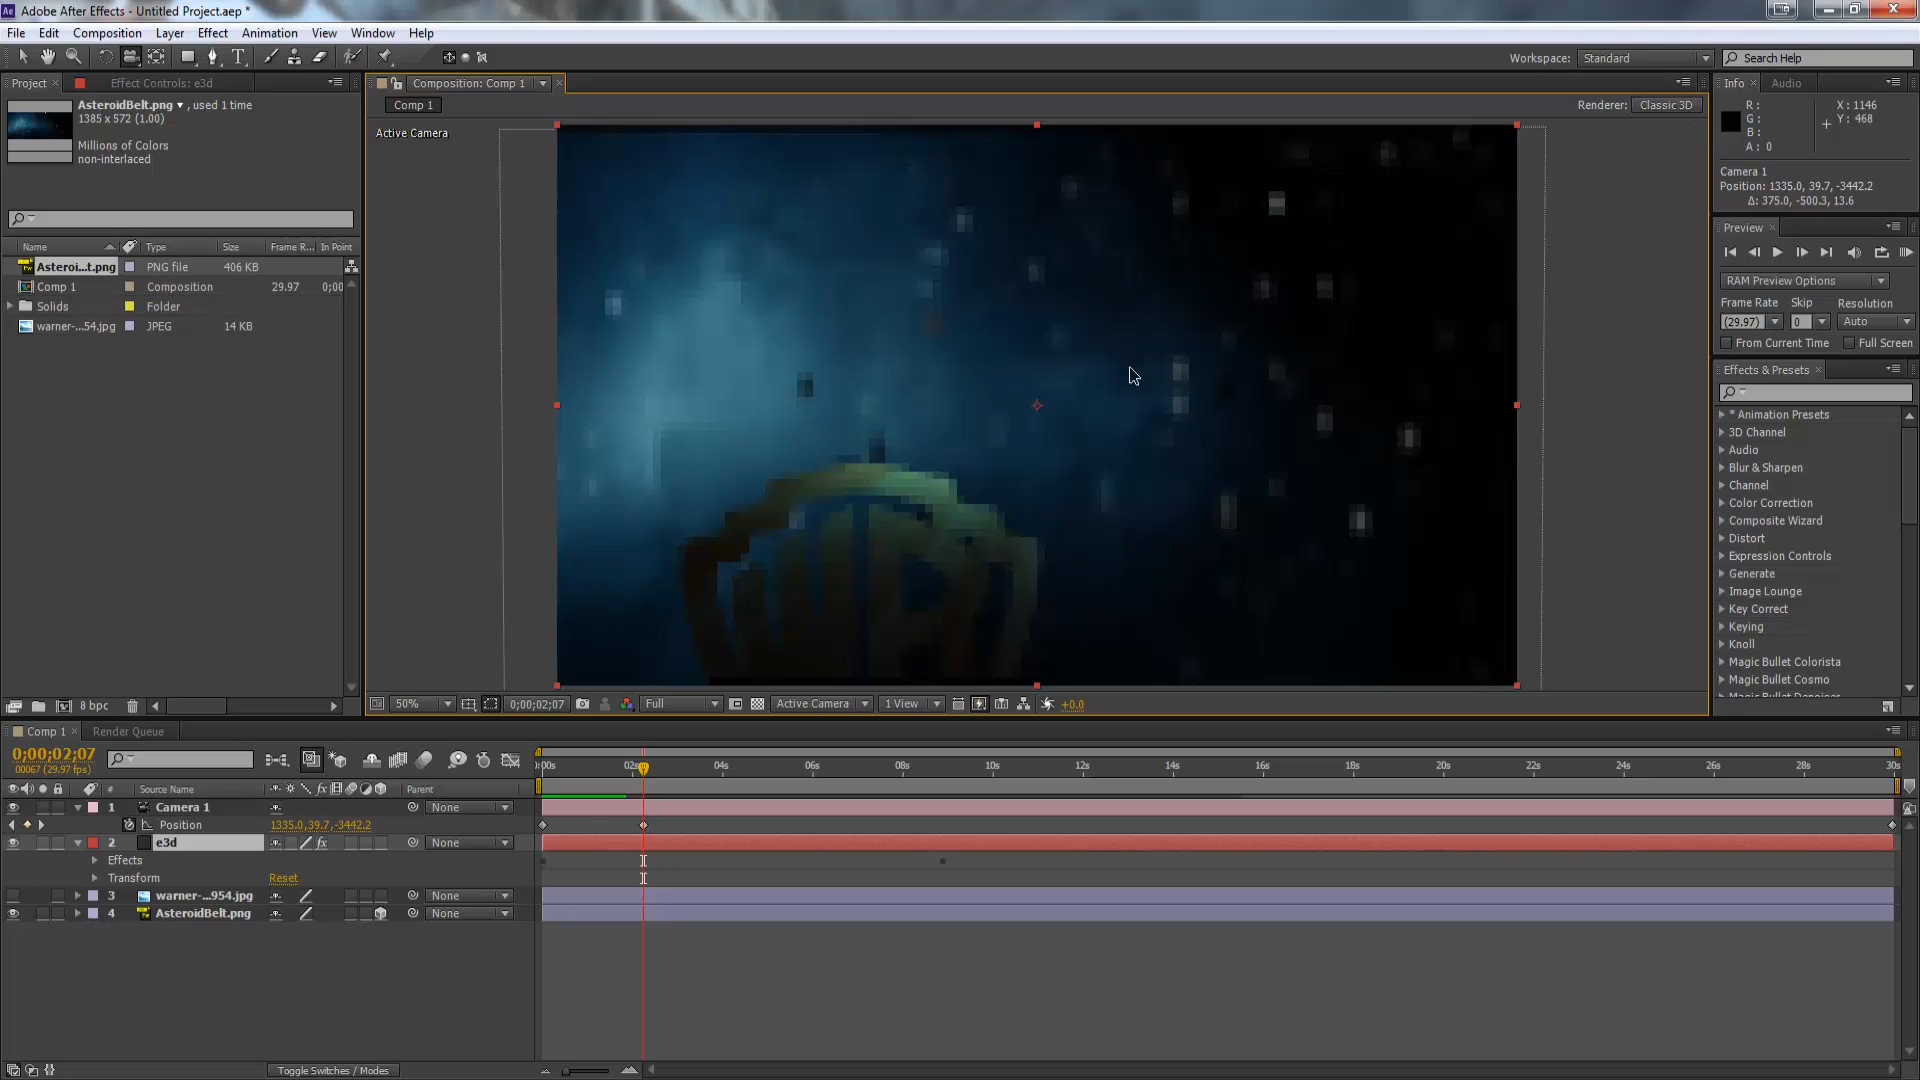 Adobe After Effects - Untitled Project.aep *
File Edit Composition Layer Effect Animation View Window Help
Workspace: Standard Search Help
Project Effect Controls: e3d
Composition: Comp 1
Info Audio
AsteroidBelt.png , used 1 time
1385 x 572 (1.00)
Millions of Colors
non-interlaced
Comp 1
Renderer: Classic 3D
Active Camera
R: X: 1146
G: Y: 468
B:
A: 0
Camera 1
Position: 1335.0, 39.7, -3442.2
Δ: 375.0, -500.3, 13.6
Preview
RAM Preview Options
Frame Rate Skip Resolution
(29.97) 0 Auto
From Current Time Full Screen
Name Type Size Frame R... In Point
Asteroi...t.png PNG file 406 KB
Comp 1 Composition 29.97 0;00
Solids Folder
warner-...54.jpg JPEG 14 KB
Effects & Presets
* Animation Presets
3D Channel
Audio
Blur & Sharpen
Channel
Color Correction
Composite Wizard
Distort
Expression Controls
Generate
Image Lounge
Key Correct
Keying
Knoll
Magic Bullet Colorista
Magic Bullet Cosmo
Magic Bullet Denoiser
8 bpc
50% 0;00;02;07 Full Active Camera 1 View +0.0
Comp 1 Render Queue
0;00;02;07
00067 (29.97 fps)
0:00s 02s 04s 06s 08s 10s 12s 14s 16s 18s 20s 22s 24s 26s 28s 30s
# Source Name fx Parent
1 Camera 1 None
Position 1335.0,39.7,-3442.2
2 e3d fx None
Effects
Transform Reset
3 warner-...954.jpg None
4 AsteroidBelt.png None
Toggle Switches / Modes